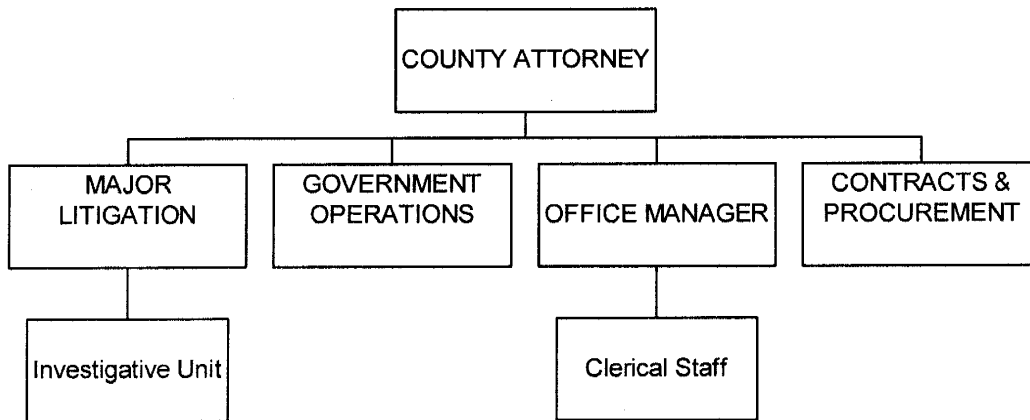 COUNTY ATTORNEY
MAJOR
LITIGATION
GOVERNMENT
OPERATIONS
OFFICE MANAGER
CONTRACTS &
PROCUREMENT
Investigative Unit
Clerical Staff